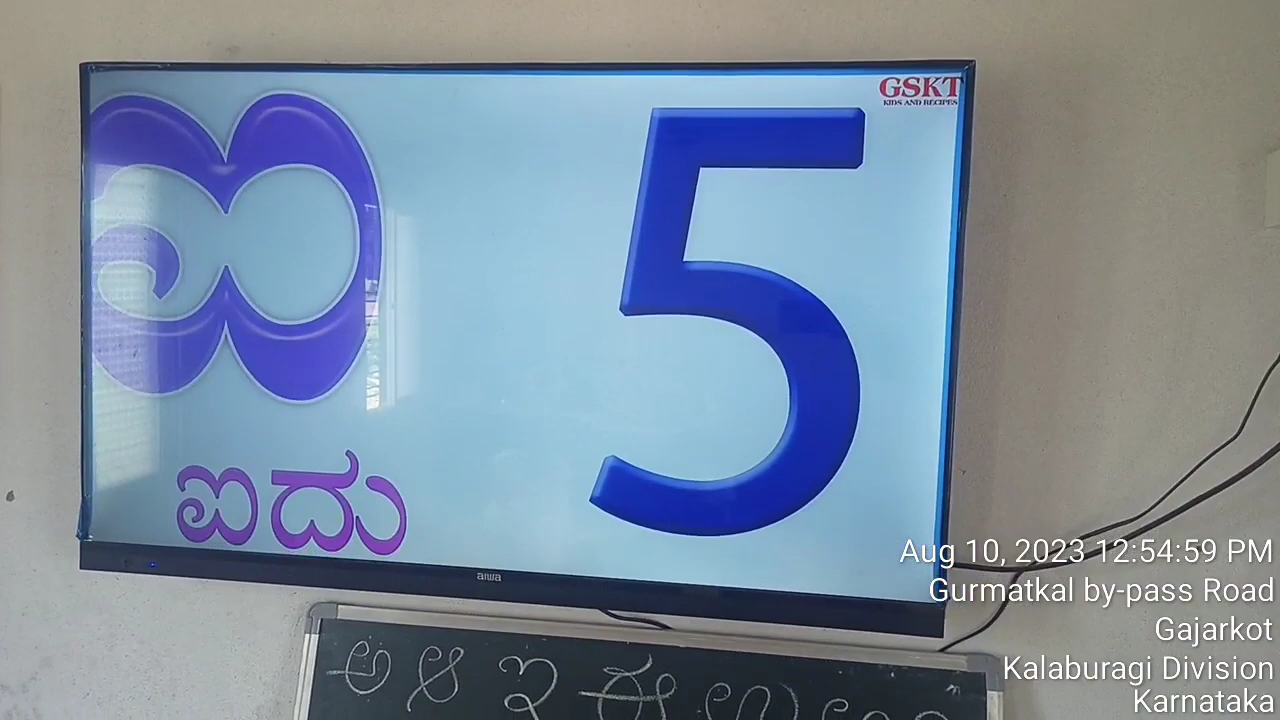 GSKT
KIDS AND RECIPES
ಐ 5
ಐದು
aiwa
ಅ ಆ ಇ ಈ ಉ
Aug 10, 2023 12:54:59 PM
Gurmatkal by-pass Road
Gajarkot
Kalaburagi Division
Karnataka